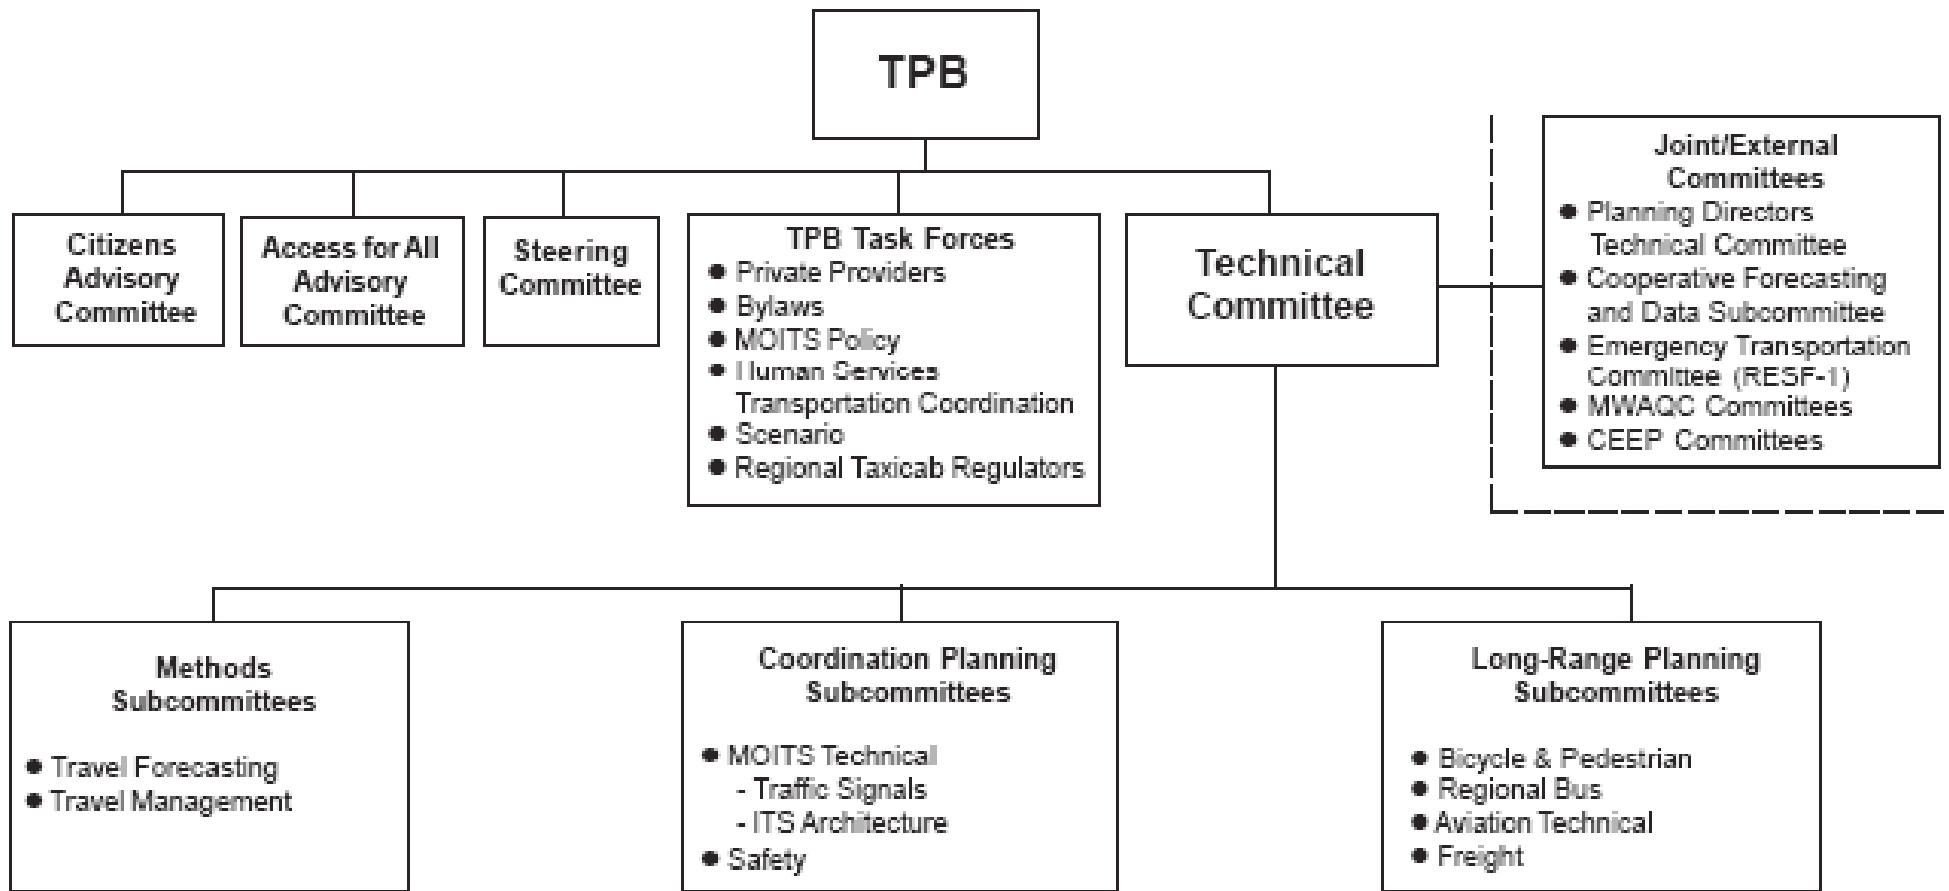 TPB
Citizens
Advisory
Committee
Access for All
Advisory
Committee
Steering
Committee
TPB Task Forces
● Private Providers
● Bylaws
● MOITS Policy
● Human Services
Transportation Coordination
● Scenario
● Regional Taxicab Regulators
Technical
Committee
Joint/External
Committees
● Planning Directors
Technical Committee
● Cooperative Forecasting
and Data Subcommittee
● Emergency Transportation
Committee (RESF-1)
● MWAQC Committees
● CEEP Committees
Methods
Subcommittees
● Travel Forecasting
● Travel Management
Coordination Planning
Subcommittees
● MOITS Technical
- Traffic Signals
- ITS Architecture
● Safety
Long-Range Planning
Subcommittees
● Bicycle & Pedestrian
● Regional Bus
● Aviation Technical
● Freight